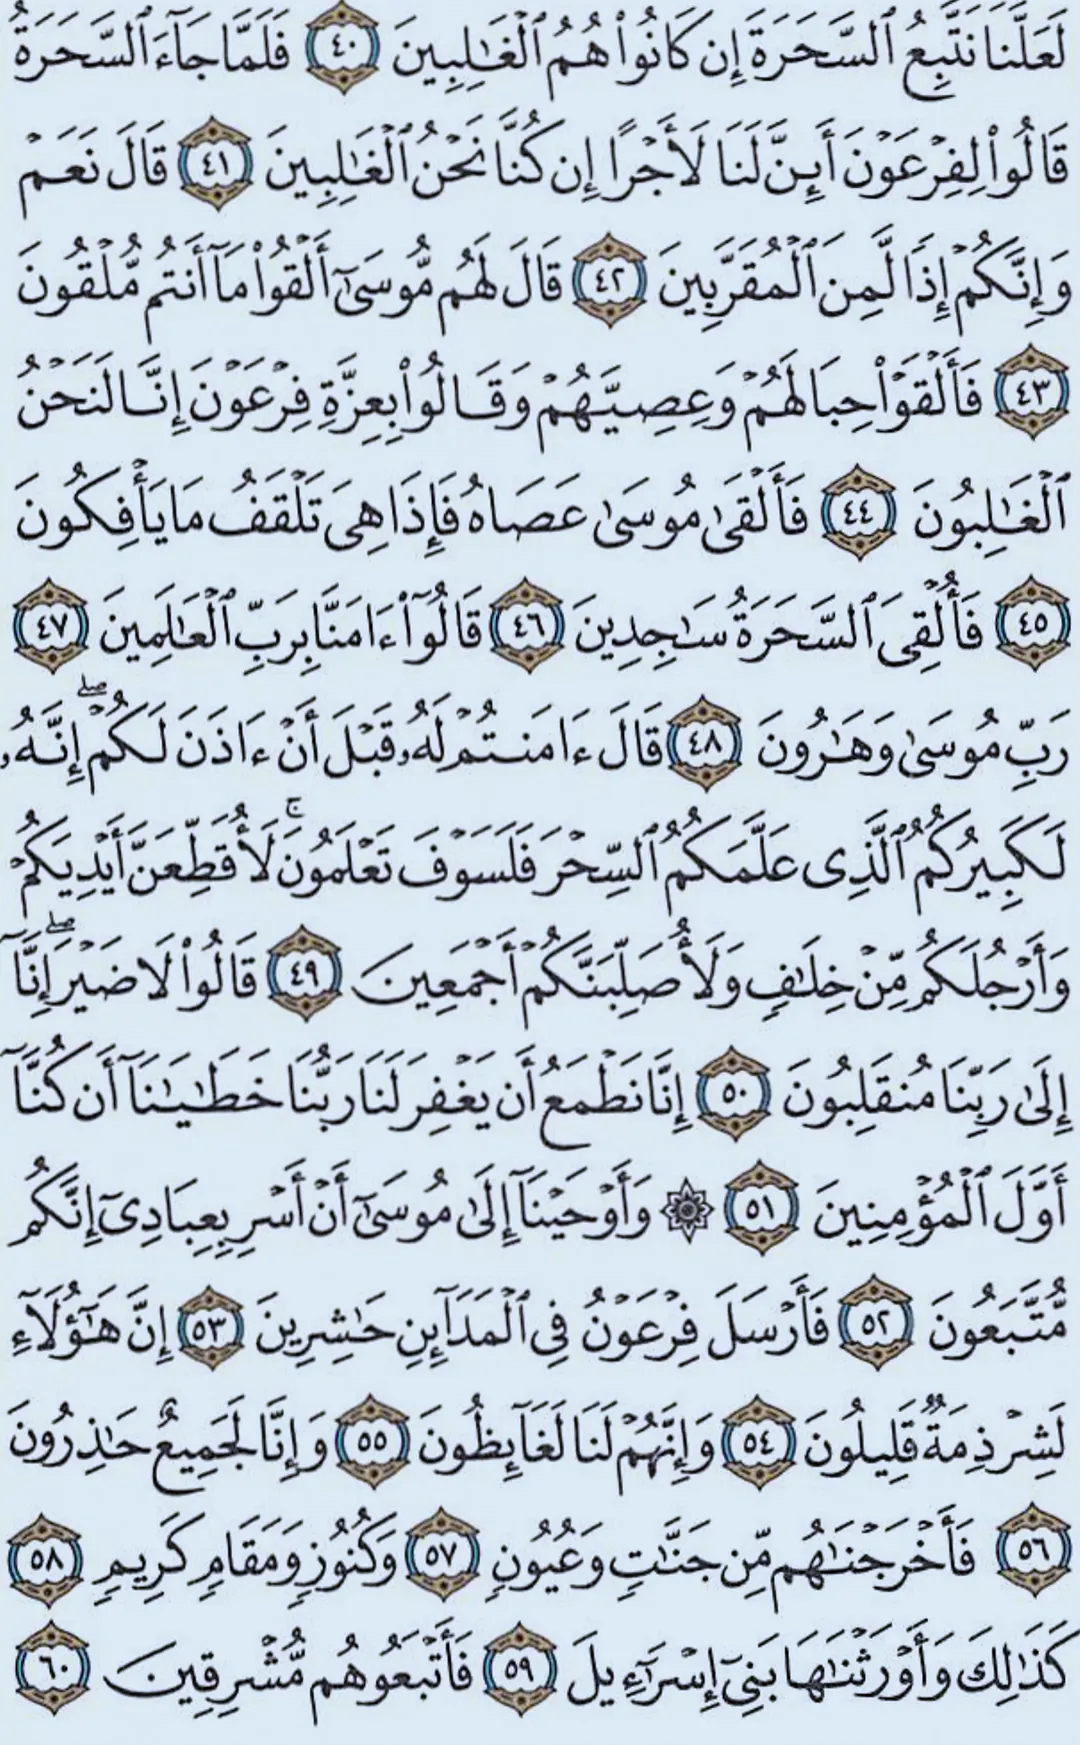 لَعَلَّنَا نَتَّبِعُ ٱلسَّحَرَةَ إِن كَانُوا۟ هُمُ ٱلْغَـٰلِبِينَ ٤٠ فَلَمَّا جَآءَ ٱلسَّحَرَةُ
قَالُوا۟ لِفِرْعَوْنَ أَئِنَّ لَنَا لَأَجْرًا إِن كُنَّا نَحْنُ ٱلْغَـٰلِبِينَ ٤١ قَالَ نَعَمْ
وَإِنَّكُمْ إِذًا لَّمِنَ ٱلْمُقَرَّبِينَ ٤٢ قَالَ لَهُم مُّوسَىٰٓ أَلْقُوا۟ مَآ أَنتُم مُّلْقُونَ
٤٣ فَأَلْقَوْا۟ حِبَالَهُمْ وَعِصِيَّهُمْ وَقَالُوا۟ بِعِزَّةِ فِرْعَوْنَ إِنَّا لَنَحْنُ
ٱلْغَـٰلِبُونَ ٤٤ فَأَلْقَىٰ مُوسَىٰ عَصَاهُ فَإِذَا هِىَ تَلْقَفُ مَا يَأْفِكُونَ
٤٥ فَأُلْقِىَ ٱلسَّحَرَةُ سَـٰجِدِينَ ٤٦ قَالُوٓا۟ ءَامَنَّا بِرَبِّ ٱلْعَـٰلَمِينَ ٤٧
رَبِّ مُوسَىٰ وَهَـٰرُونَ ٤٨ قَالَ ءَامَنتُمْ لَهُۥ قَبْلَ أَنْ ءَاذَنَ لَكُمْ ۖ إِنَّهُۥ
لَكَبِيرُكُمُ ٱلَّذِى عَلَّمَكُمُ ٱلسِّحْرَ فَلَسَوْفَ تَعْلَمُونَ ۚ لَأُقَطِّعَنَّ أَيْدِيَكُمْ
وَأَرْجُلَكُم مِّنْ خِلَـٰفٍ وَلَأُصَلِّبَنَّكُمْ أَجْمَعِينَ ٤٩ قَالُوا۟ لَا ضَيْرَ ۖ إِنَّآ
إِلَىٰ رَبِّنَا مُنقَلِبُونَ ٥٠ إِنَّا نَطْمَعُ أَن يَغْفِرَ لَنَا رَبُّنَا خَطَـٰيَـٰنَآ أَن كُنَّآ
أَوَّلَ ٱلْمُؤْمِنِينَ ٥١ ۞ وَأَوْحَيْنَآ إِلَىٰ مُوسَىٰٓ أَنْ أَسْرِ بِعِبَادِىٓ إِنَّكُم
مُّتَّبَعُونَ ٥٢ فَأَرْسَلَ فِرْعَوْنُ فِى ٱلْمَدَآئِنِ حَـٰشِرِينَ ٥٣ إِنَّ هَـٰٓؤُلَآءِ
لَشِرْذِمَةٌ قَلِيلُونَ ٥٤ وَإِنَّهُمْ لَنَا لَغَآئِظُونَ ٥٥ وَإِنَّا لَجَمِيعٌ حَـٰذِرُونَ
٥٦ فَأَخْرَجْنَـٰهُم مِّن جَنَّـٰتٍ وَعُيُونٍ ٥٧ وَكُنُوزٍ وَمَقَامٍ كَرِيمٍ ٥٨
كَذَٰلِكَ وَأَوْرَثْنَـٰهَا بَنِىٓ إِسْرَٰٓءِيلَ ٥٩ فَأَتْبَعُوهُم مُّشْرِقِينَ ٦٠